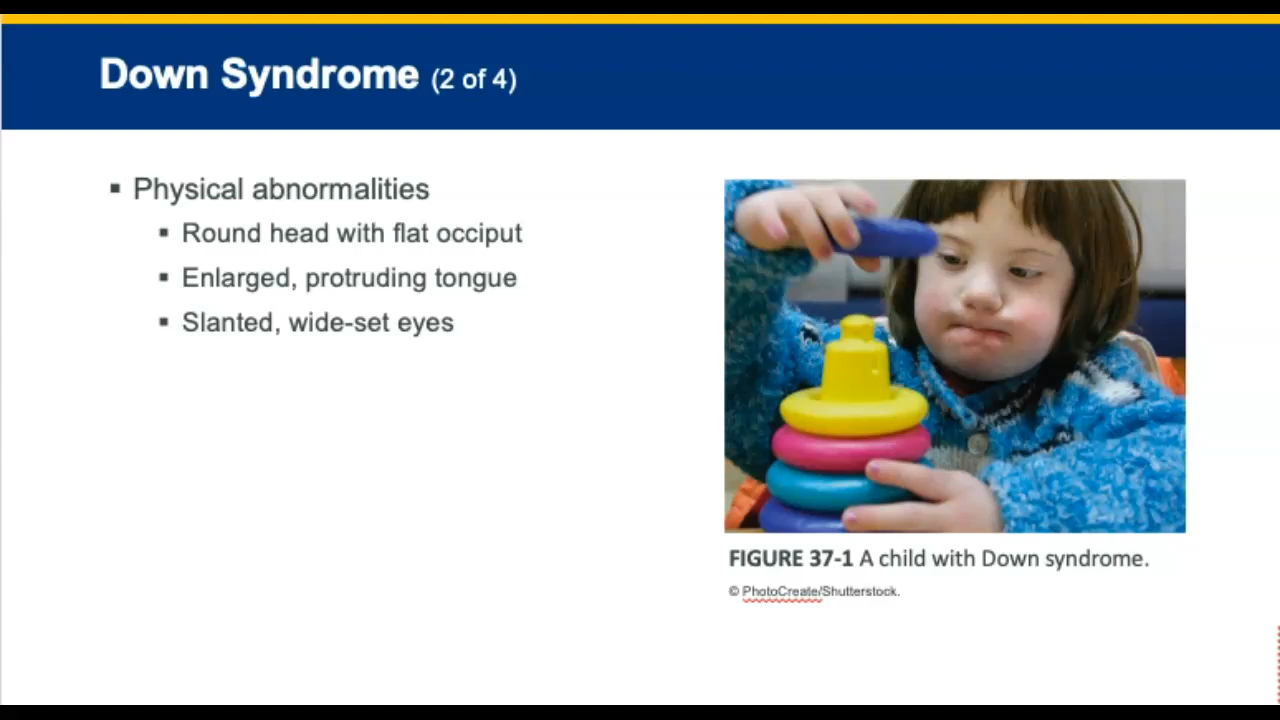 Down Syndrome (2 of 4)
▪ Physical abnormalities
▪ Round head with flat occiput
▪ Enlarged, protruding tongue
▪ Slanted, wide-set eyes
FIGURE 37-1 A child with Down syndrome.
© PhotoCreate/Shutterstock.